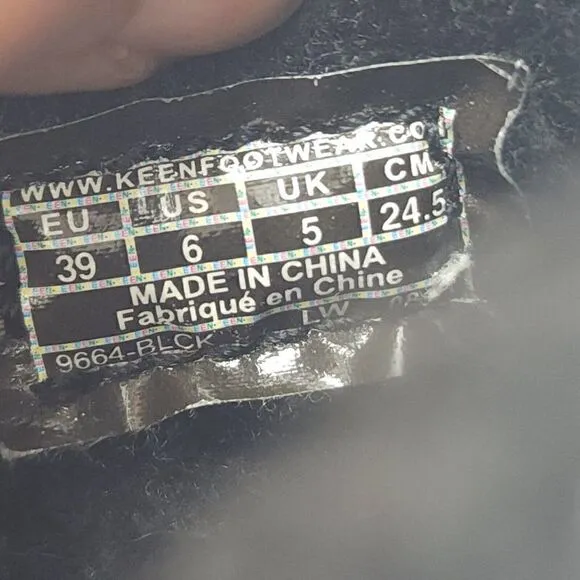 WWW.KEENFOOTWEAR.CO
EU US UK CM
39 6 5 24.5
MADE IN CHINA
Fabriqué en Chine
9664-BLCK LW